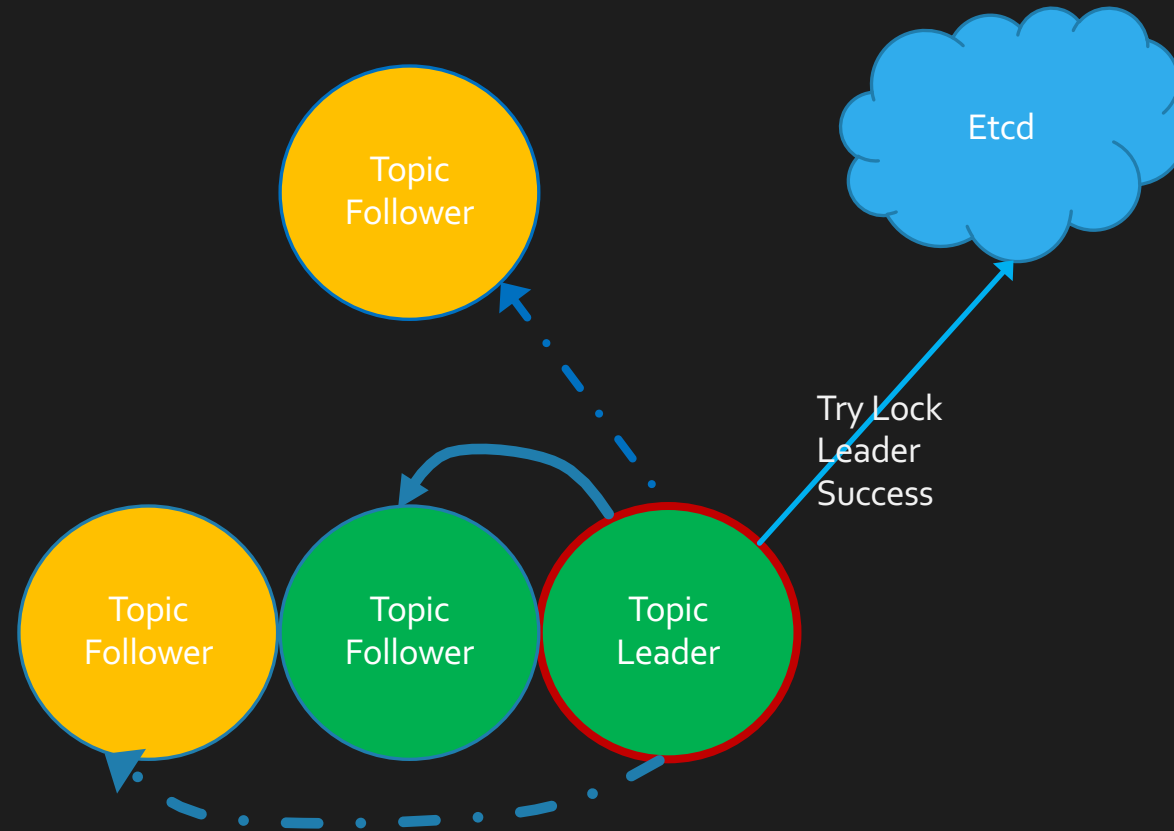 Etcd
Topic
Follower
Try Lock
Leader
Success
Topic
Follower
Topic
Follower
Topic
Leader